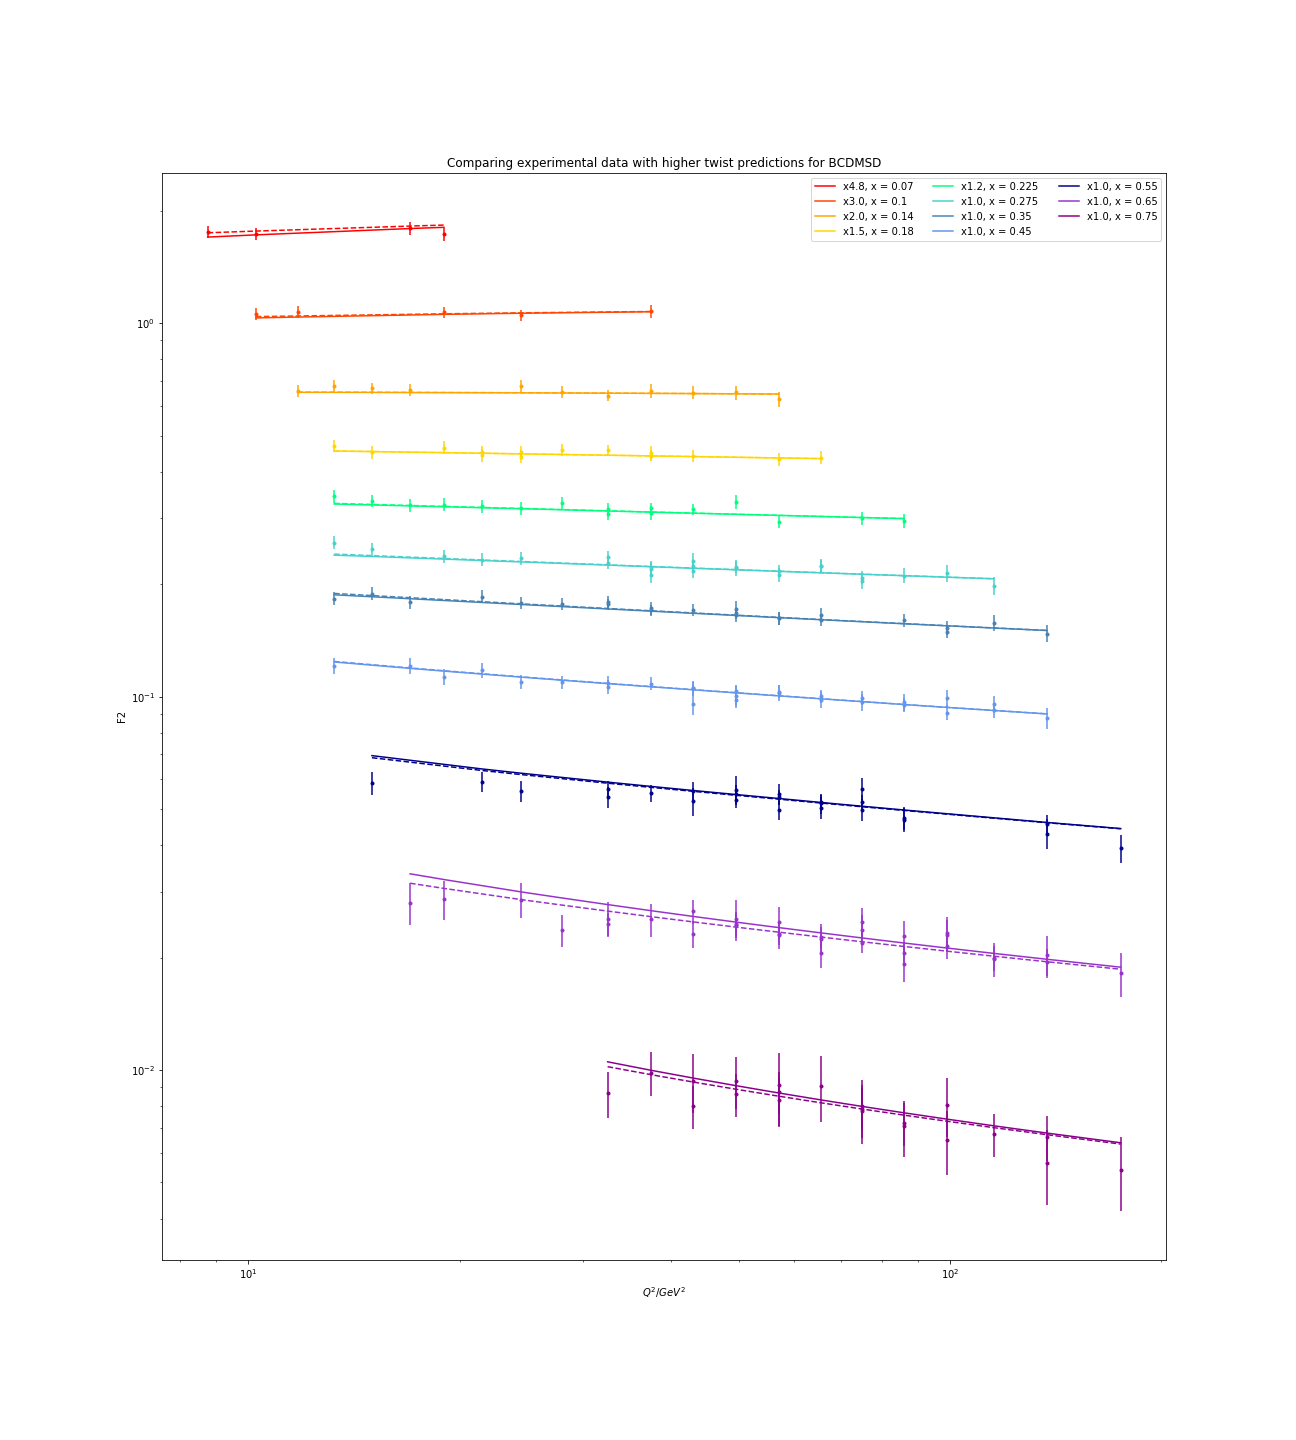 Comparing experimental data with higher twist predictions for BCDMSD
x4.8, x = 0.07
x3.0, x = 0.1
x2.0, x = 0.14
x1.5, x = 0.18
x1.2, x = 0.225
x1.0, x = 0.275
x1.0, x = 0.35
x1.0, x = 0.45
x1.0, x = 0.55
x1.0, x = 0.65
x1.0, x = 0.75
F2
10⁰
10⁻¹
10⁻²
10¹
10²
Q²/GeV²